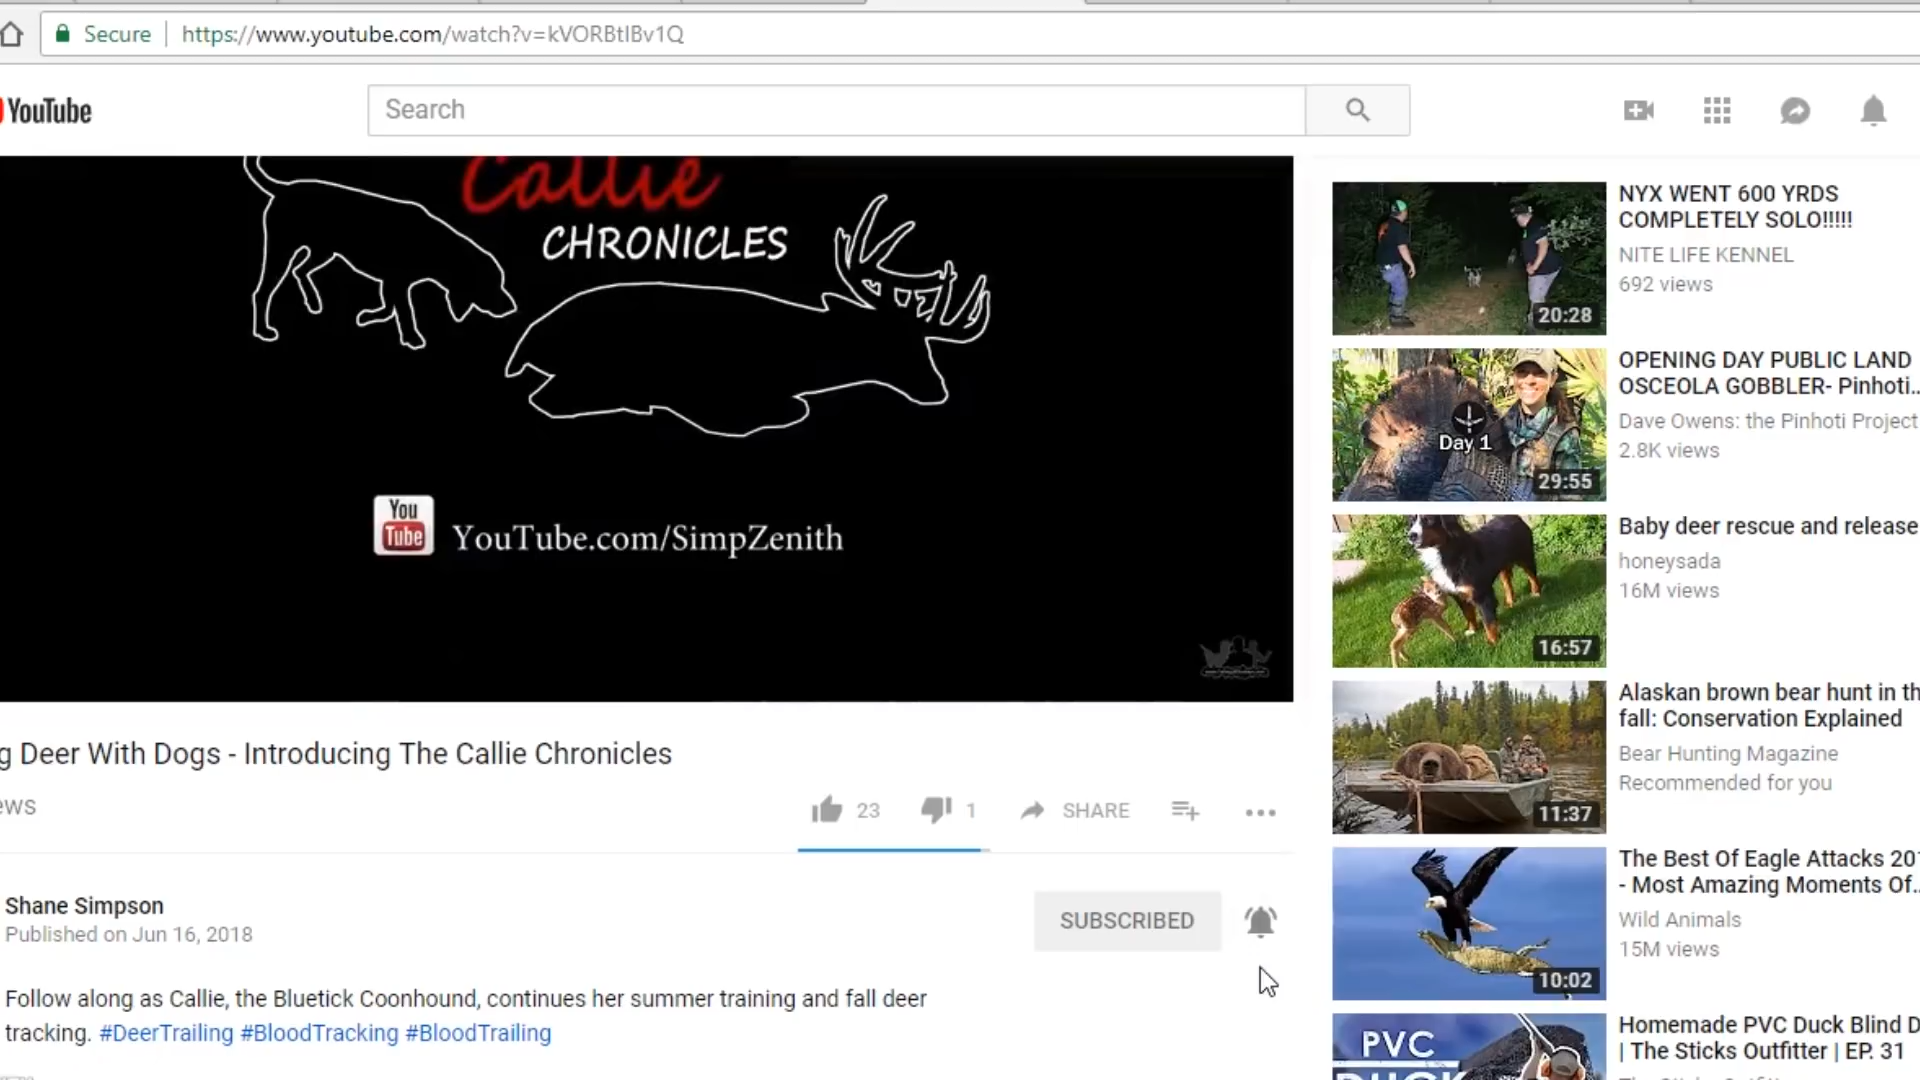 Secure https://www.youtube.com/watch?v=kVORBtIBv1Q
YouTube
Search
Callie
CHRONICLES
You
Tube
YouTube.com/SimpZenith
g Deer With Dogs - Introducing The Callie Chronicles
ews
23
1
SHARE
Shane Simpson
Published on Jun 16, 2018
SUBSCRIBED
Follow along as Callie, the Bluetick Coonhound, continues her summer training and fall deer
tracking. #DeerTrailing #BloodTracking #BloodTrailing
20:28
NYX WENT 600 YRDS
COMPLETELY SOLO!!!!!
NITE LIFE KENNEL
692 views
Day 1
29:55
OPENING DAY PUBLIC LAND
OSCEOLA GOBBLER- Pinhoti...
Dave Owens: the Pinhoti Project
2.8K views
16:57
Baby deer rescue and release
honeysada
16M views
11:37
Alaskan brown bear hunt in th
fall: Conservation Explained
Bear Hunting Magazine
Recommended for you
10:02
The Best Of Eagle Attacks 201
- Most Amazing Moments Of...
Wild Animals
15M views
PVC
DUCK
Homemade PVC Duck Blind D
| The Sticks Outfitter | EP. 31